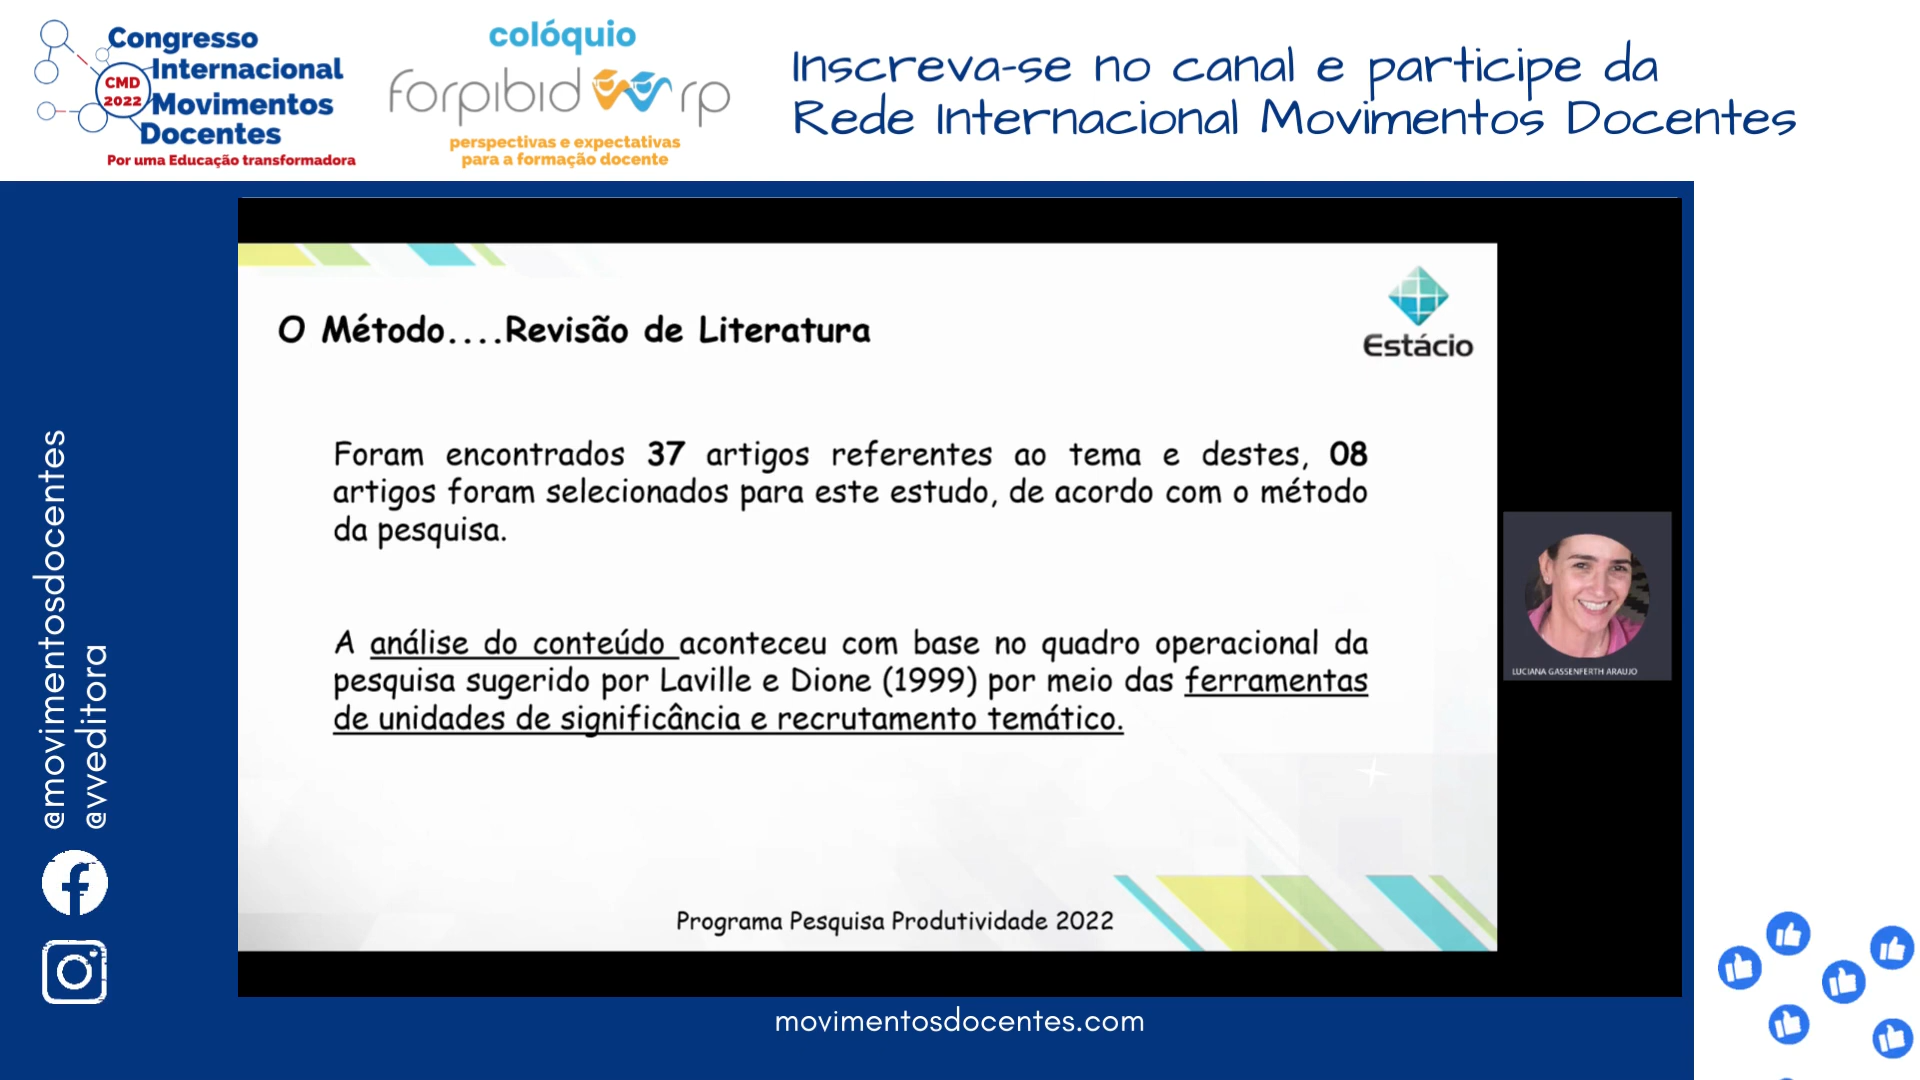 Congresso
Internacional
CMD
2022
Movimentos
Docentes
Por uma Educação transformadora
colóquio
forpibid rp
perspectivas e expectativas
para a formação docente
Inscreva-se no canal e participe da
Rede Internacional Movimentos Docentes
@movimentosdocentes
@vveditora
O Método....Revisão de Literatura
Estácio
Foram encontrados 37 artigos referentes ao tema e destes, 08
artigos foram selecionados para este estudo, de acordo com o método
da pesquisa.
A análise do conteúdo aconteceu com base no quadro operacional da
pesquisa sugerido por Laville e Dione (1999) por meio das ferramentas
de unidades de significância e recrutamento temático.
Programa Pesquisa Produtividade 2022
LUCIANA GASSENFERTH ARAUJO
movimentosdocentes.com